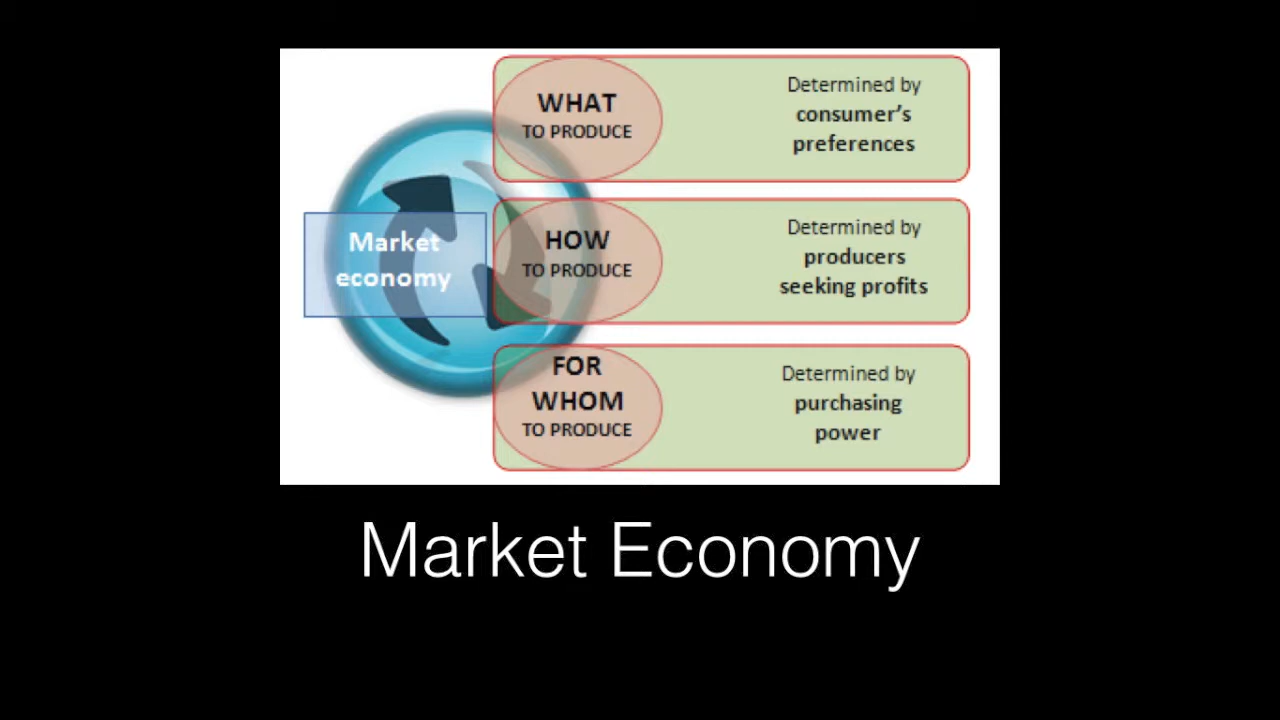 Market
economy
WHAT
TO PRODUCE
Determined by
consumer's
preferences
HOW
TO PRODUCE
Determined by
producers
seeking profits
FOR
WHOM
TO PRODUCE
Determined by
purchasing
power
Market Economy